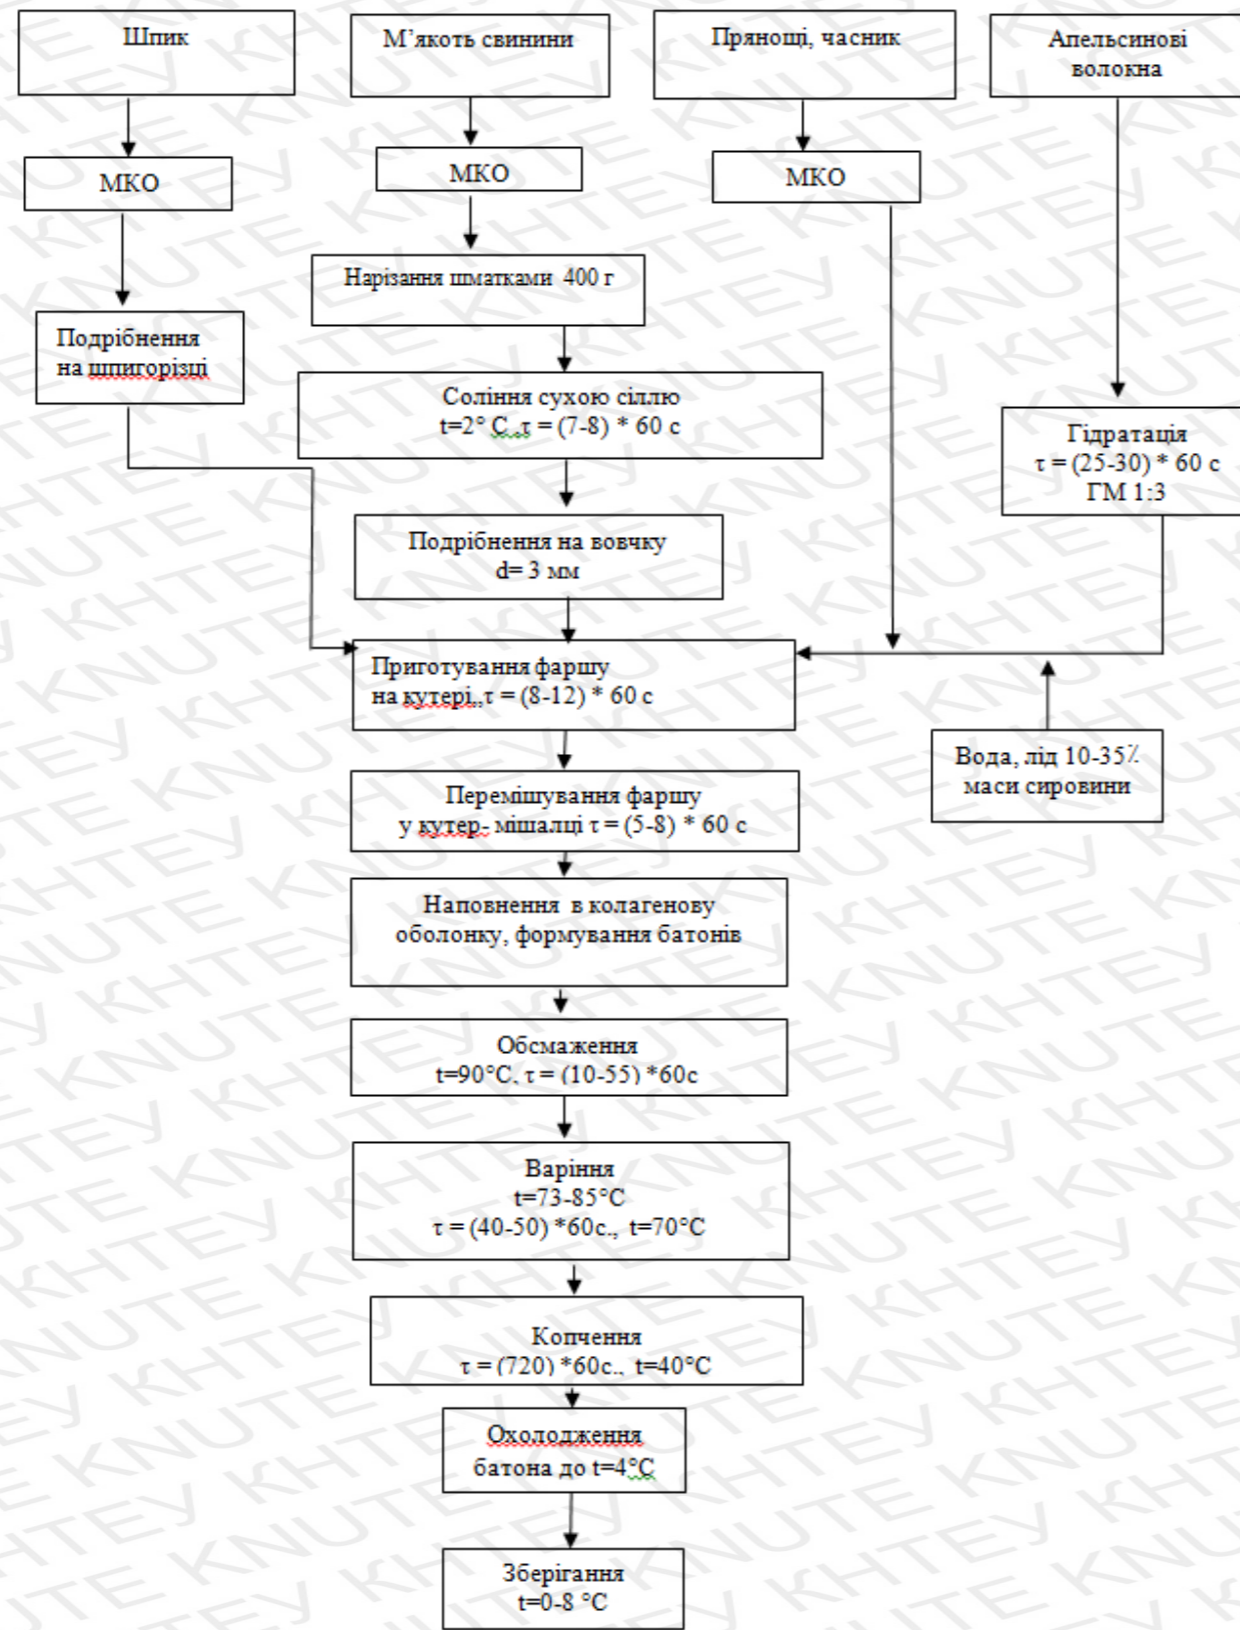 Шпик
М’якоть свинини
Прянощі, часник
Апельсинові
волокна
МКО
МКО
МКО
Нарізання шматками 400 г
Подрібнення
на шпигорізці
Соління сухою сіллю
t=2° С.,τ = (7-8) * 60 с
Гідратація
τ = (25-30) * 60 с
ГМ 1:3
Подрібнення на вовчку
d= 3 мм
Приготування фаршу
на кутері,,τ = (8-12) * 60 с
Вода, лід 10-35%
маси сировини
Перемішування фаршу
у кутер- мішалці τ = (5-8) * 60 с
Наповнення в колагенову
оболонку, формування батонів
Обсмаження
t=90°С, τ = (10-55) *60с
Варіння
t=73-85°С
τ = (40-50) *60с., t=70°С
Копчення
τ = (720) *60с., t=40°С
Охолодження
батона до t=4°С
Зберігання
t=0-8 °С